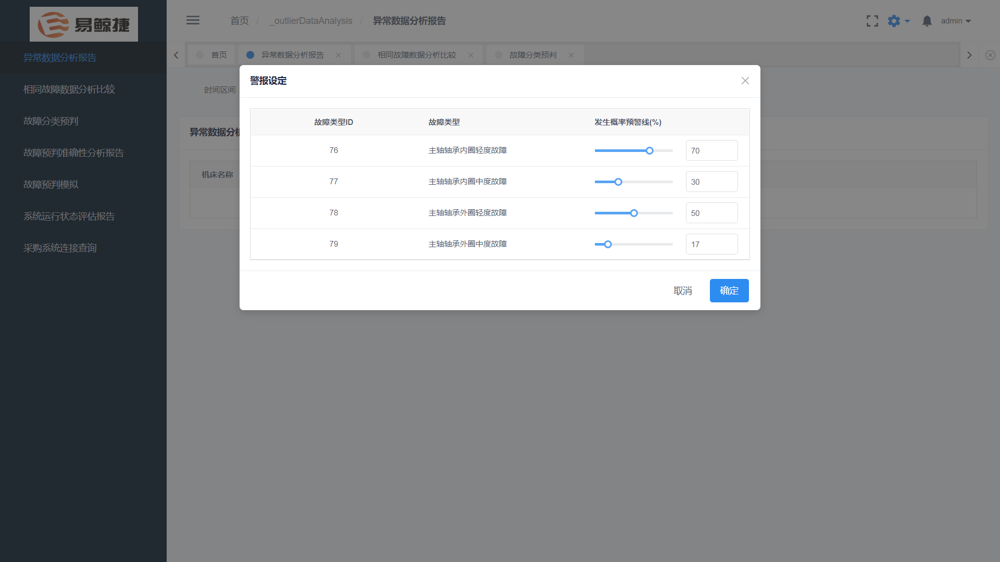 易鲸捷
首页 / _outlierDataAnalysis / 异常数据分析报告
admin
异常数据分析报告
相同故障数据分析比较
故障分类预判
故障预判准确性分析报告
故障预判模拟
系统运行状态评估报告
采购系统连接查询
首页 异常数据分析报告 相同故障数据分析比较 故障分类预判
时间区间
异常数据分析
机床名称
警报设定
故障类型ID 故障类型 发生概率预警线(%)
76 主轴轴承内圈轻度故障 70
77 主轴轴承内圈中度故障 30
78 主轴轴承外圈轻度故障 50
79 主轴轴承外圈中度故障 17
取消 确定